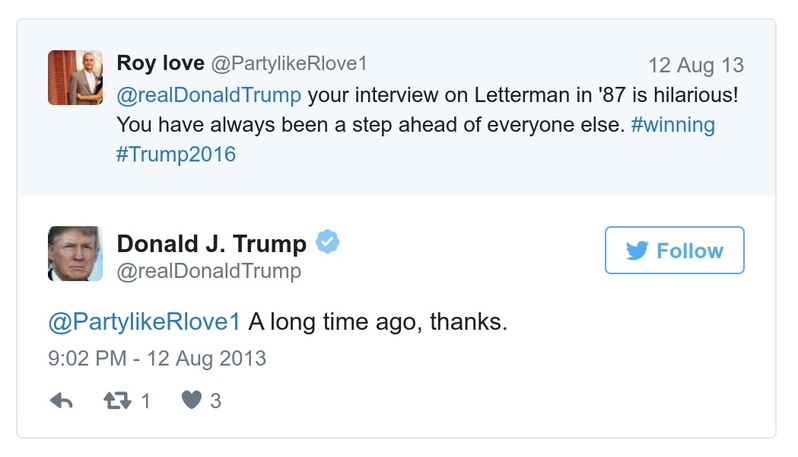 Roy love @PartylikeRlove1 12 Aug 13
@realDonaldTrump your interview on Letterman in '87 is hilarious!
You have always been a step ahead of everyone else. #winning
#Trump2016
Donald J. Trump
Follow
@realDonaldTrump
@PartylikeRlove1 A long time ago, thanks.
9:02 PM - 12 Aug 2013
1 3